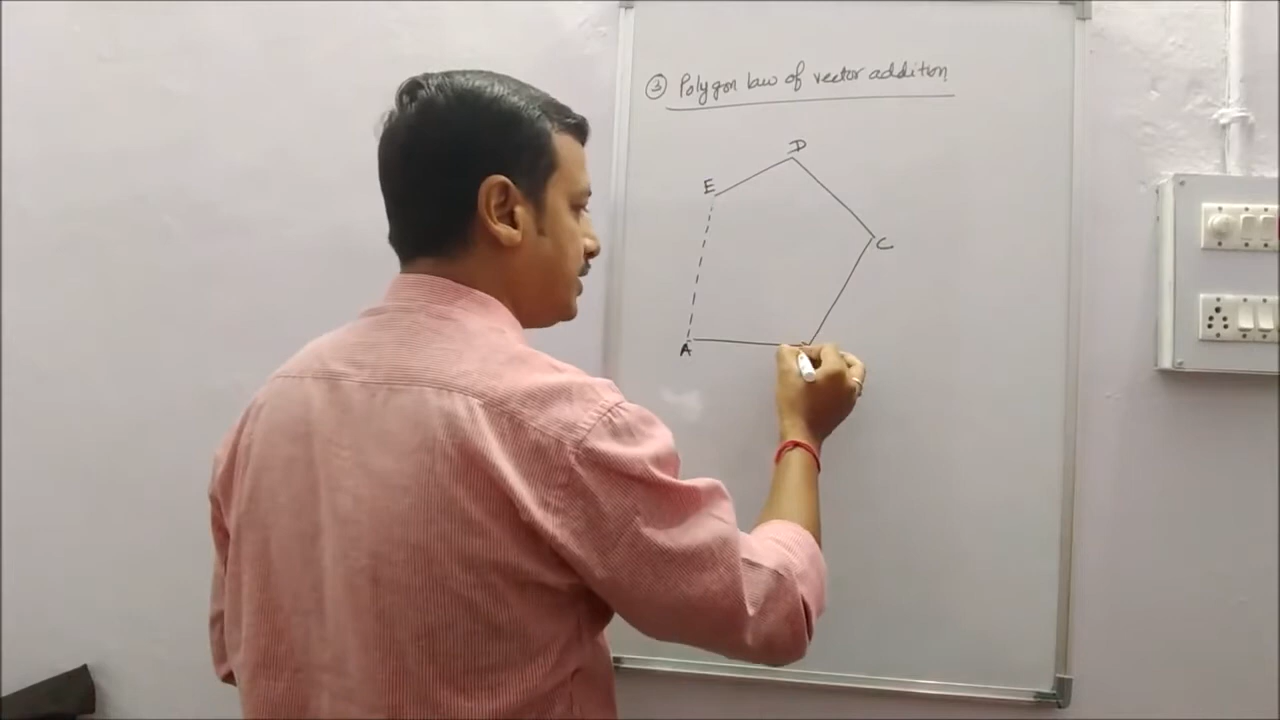 ③ Polygon law of vector addition
D
E
C
A